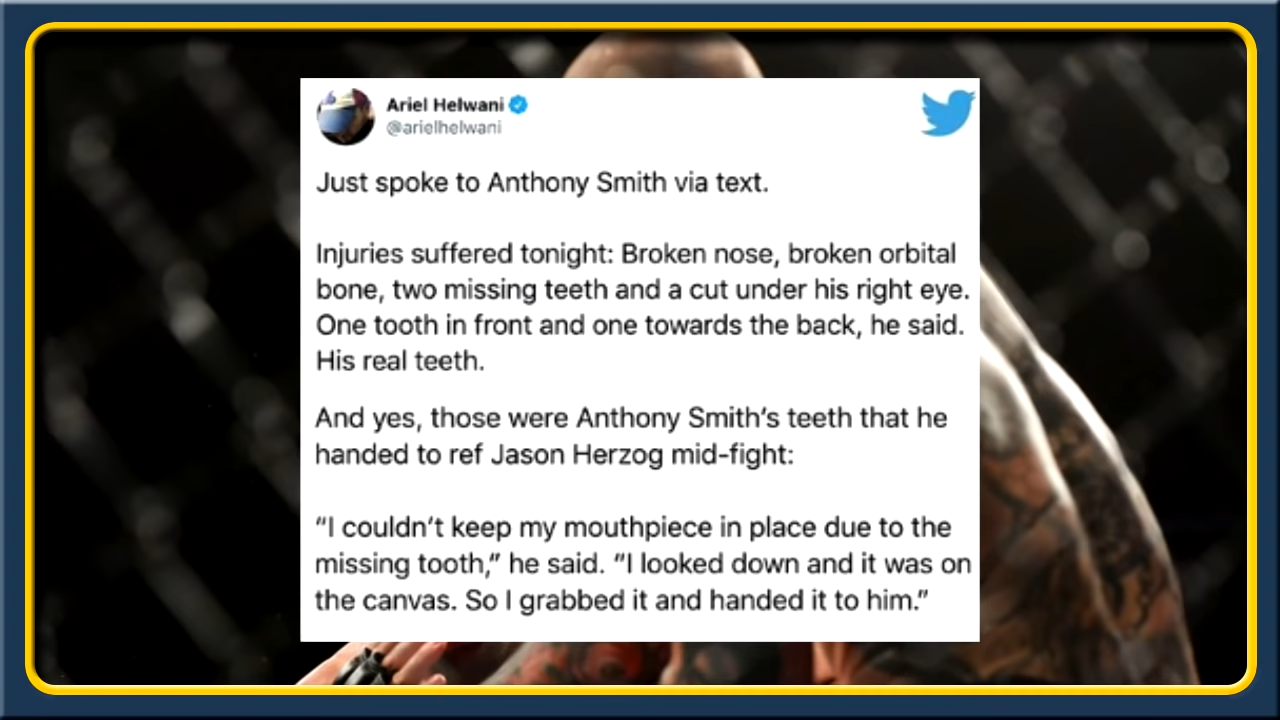 Ariel Helwani
@arielhelwani
Just spoke to Anthony Smith via text.
Injuries suffered tonight: Broken nose, broken orbital
bone, two missing teeth and a cut under his right eye.
One tooth in front and one towards the back, he said.
His real teeth.
And yes, those were Anthony Smith’s teeth that he
handed to ref Jason Herzog mid-fight:
“I couldn’t keep my mouthpiece in place due to the
missing tooth,” he said. “I looked down and it was on
the canvas. So I grabbed it and handed it to him.”